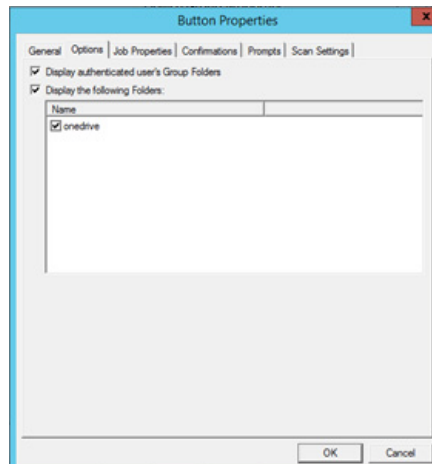 Button Properties
x
General Options Job Properties Confirmations Prompts Scan Settings
Display authenticated user's Group Folders
Display the following Folders:
Name
onedrive
OK Cancel